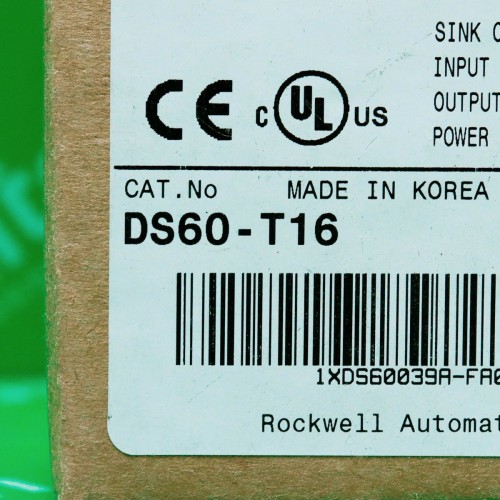 SINK
INPUT
OUTPUT
POWER
CE C UL US
CAT.No MADE IN KOREA
DS60-T16
1XDS60039A-FA0
Rockwell Automat